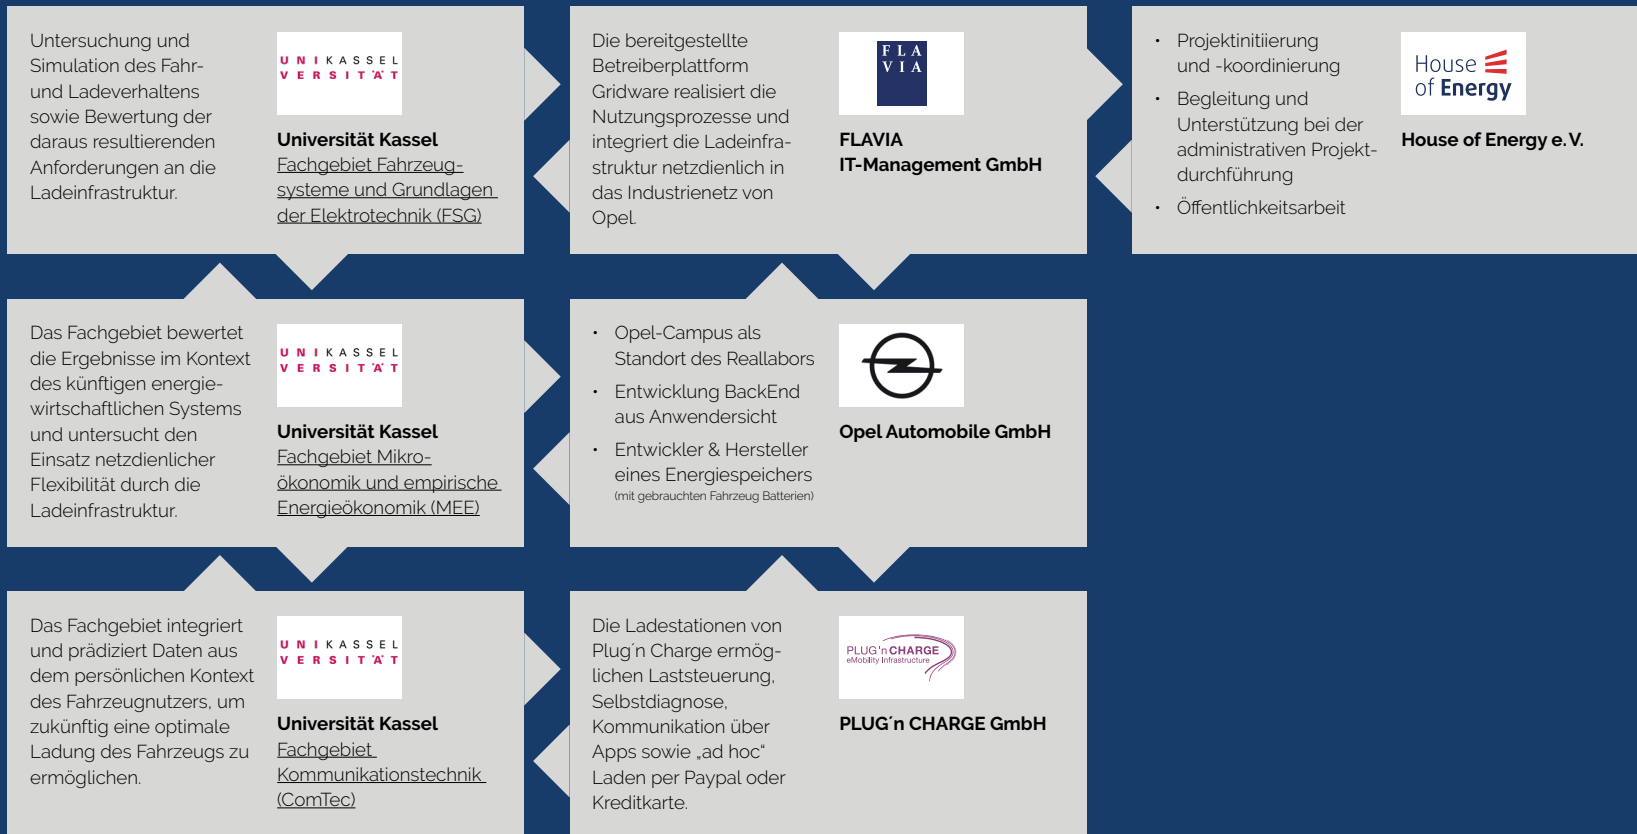 Untersuchung und
Simulation des Fahr-
und Ladeverhaltens
sowie Bewertung der
daraus resultierenden
Anforderungen an die
Ladeinfrastruktur.
UNIKASSEL
VERSITÄT
Universität Kassel
Fachgebiet Fahrzeug-
systeme und Grundlagen
der Elektrotechnik (FSG)
Die bereitgestellte
Betreiberplattform
Gridware realisiert die
Nutzungsprozesse und
integriert die Ladeinfra-
struktur netzdienlich in
das Industrienetz von
Opel.
FLA
VIA
FLAVIA
IT-Management GmbH
• Projektinitiierung
und -koordinierung
• Begleitung und
Unterstützung bei der
administrativen Projekt-
durchführung
• Öffentlichkeitsarbeit
House
of Energy
House of Energy e. V.
Das Fachgebiet bewertet
die Ergebnisse im Kontext
des künftigen energie-
wirtschaftlichen Systems
und untersucht den
Einsatz netzdienlicher
Flexibilität durch die
Ladeinfrastruktur.
UNIKASSEL
VERSITÄT
Universität Kassel
Fachgebiet Mikro-
ökonomik und empirische
Energieökonomik (MEE)
• Opel-Campus als
Standort des Reallabors
• Entwicklung BackEnd
aus Anwendersicht
• Entwickler & Hersteller
eines Energiespeichers
(mit gebrauchten Fahrzeug Batterien)
Opel Automobile GmbH
Das Fachgebiet integriert
und prädiziert Daten aus
dem persönlichen Kontext
des Fahrzeugnutzers, um
zukünftig eine optimale
Ladung des Fahrzeugs zu
ermöglichen.
UNIKASSEL
VERSITÄT
Universität Kassel
Fachgebiet
Kommunikationstechnik
(ComTec)
Die Ladestationen von
Plug´n Charge ermög-
lichen Laststeuerung,
Selbstdiagnose,
Kommunikation über
Apps sowie „ad hoc“
Laden per Paypal oder
Kreditkarte.
PLUG'n CHARGE
eMobility Infrastructure
PLUG´n CHARGE GmbH